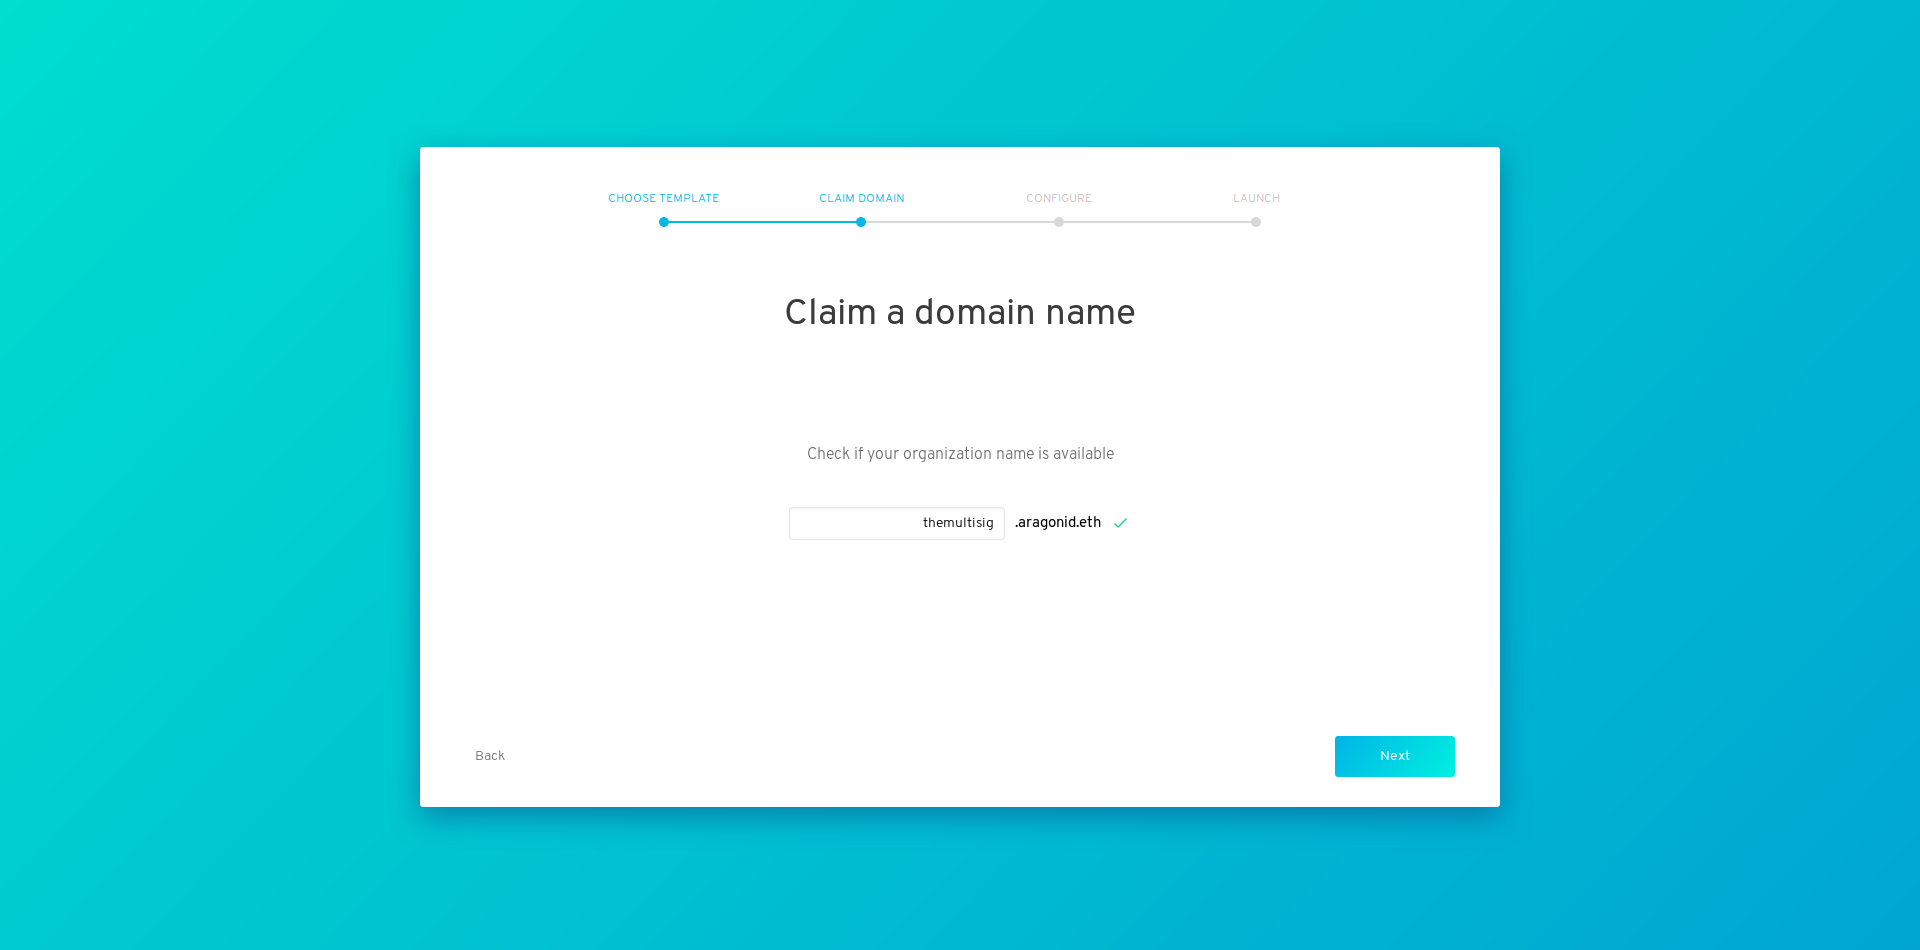 CHOOSE TEMPLATE CLAIM DOMAIN CONFIGURE LAUNCH
Claim a domain name
Check if your organization name is available
themultisig .aragonid.eth
Back Next